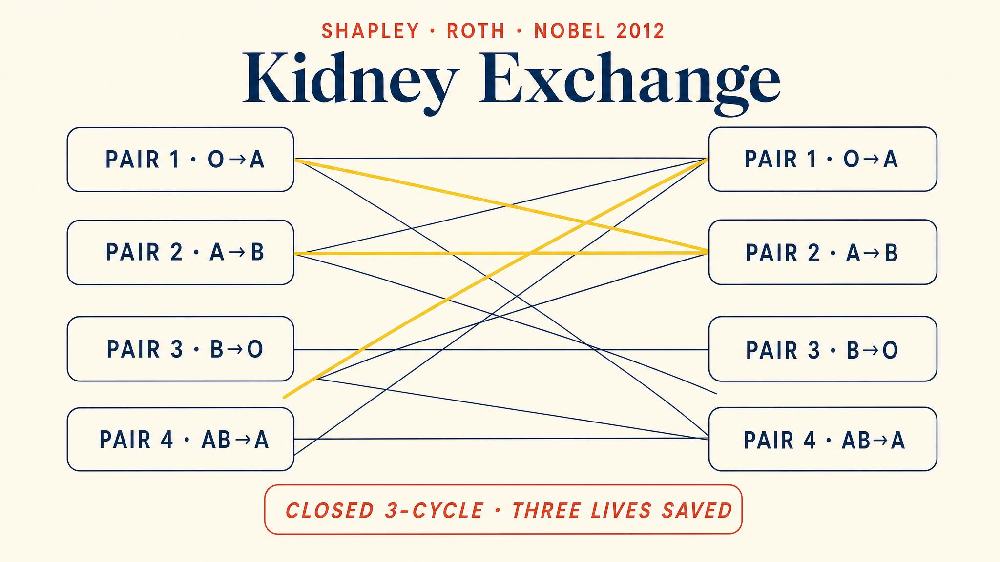 SHAPLEY · ROTH · NOBEL 2012
Kidney Exchange
PAIR 1 · O→A
PAIR 1 · O→A
PAIR 2 · A→B
PAIR 2 · A→B
PAIR 3 · B→O
PAIR 3 · B→O
PAIR 4 · AB→A
PAIR 4 · AB→A
CLOSED 3-CYCLE · THREE LIVES SAVED